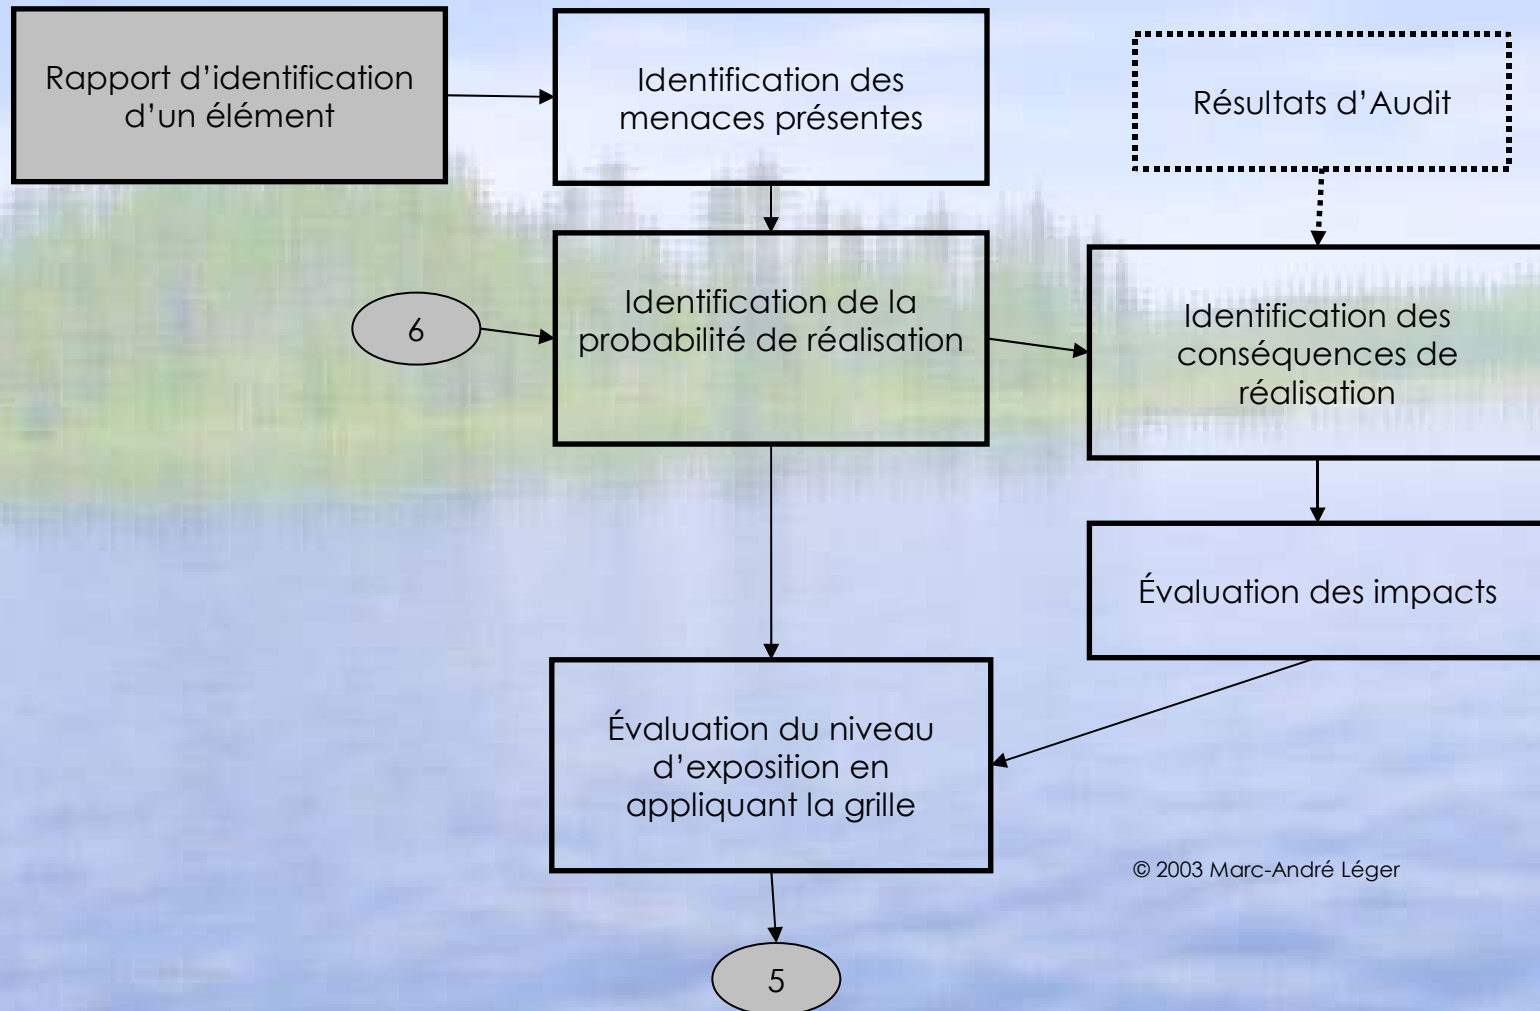 Rapport d’identification
d’un élément
Identification des
menaces présentes
Résultats d’Audit
6
Identification de la
probabilité de réalisation
Identification des
conséquences de
réalisation
Évaluation des impacts
Évaluation du niveau
d’exposition en
appliquant la grille
© 2003 Marc-André Léger
5